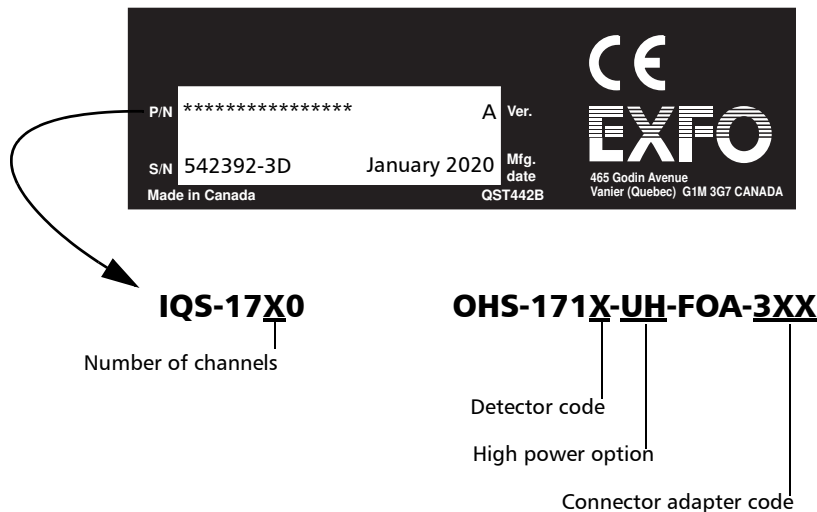 CE
P/N *************** A Ver.
EXFO
S/N 542392-3D January 2020 Mfg. date
465 Godin Avenue
Made in Canada QST442B Vanier (Quebec) G1M 3G7 CANADA
IQS-17X0 OHS-171X-UH-FOA-3XX
Number of channels
Detector code
High power option
Connector adapter code